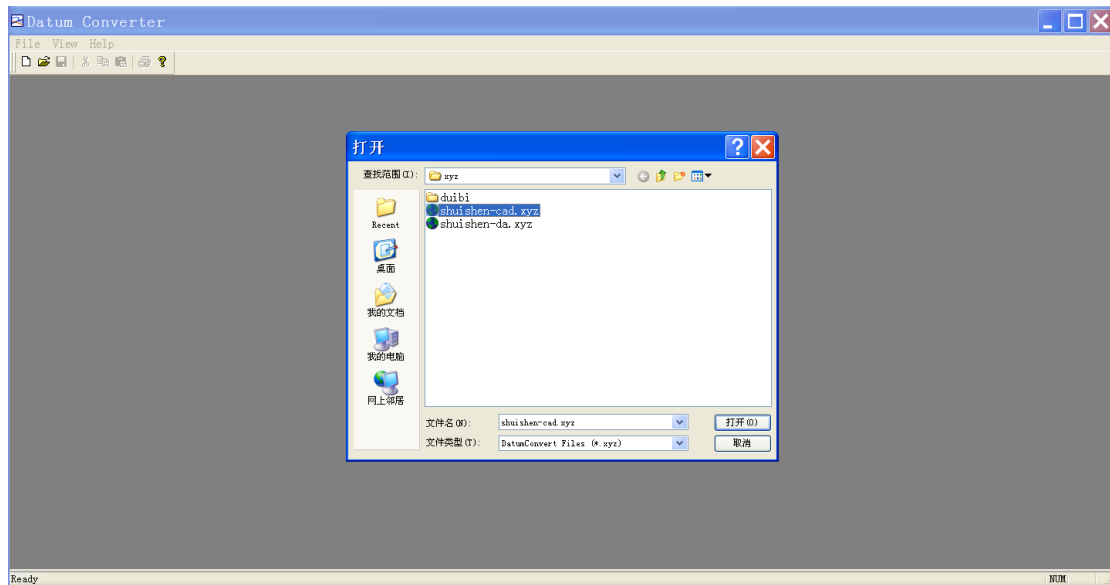 Datum Converter
File View Help
打开
查找范围(I):
xyz
duibi
shuishen-cad.xyz
shuishen-da.xyz
Recent
桌面
我的文档
我的电脑
网上邻居
文件名(N):
shuishen-cad.xyz
打开(O)
文件类型(T):
DatumConvert Files (*.xyz)
取消
Ready
NUM